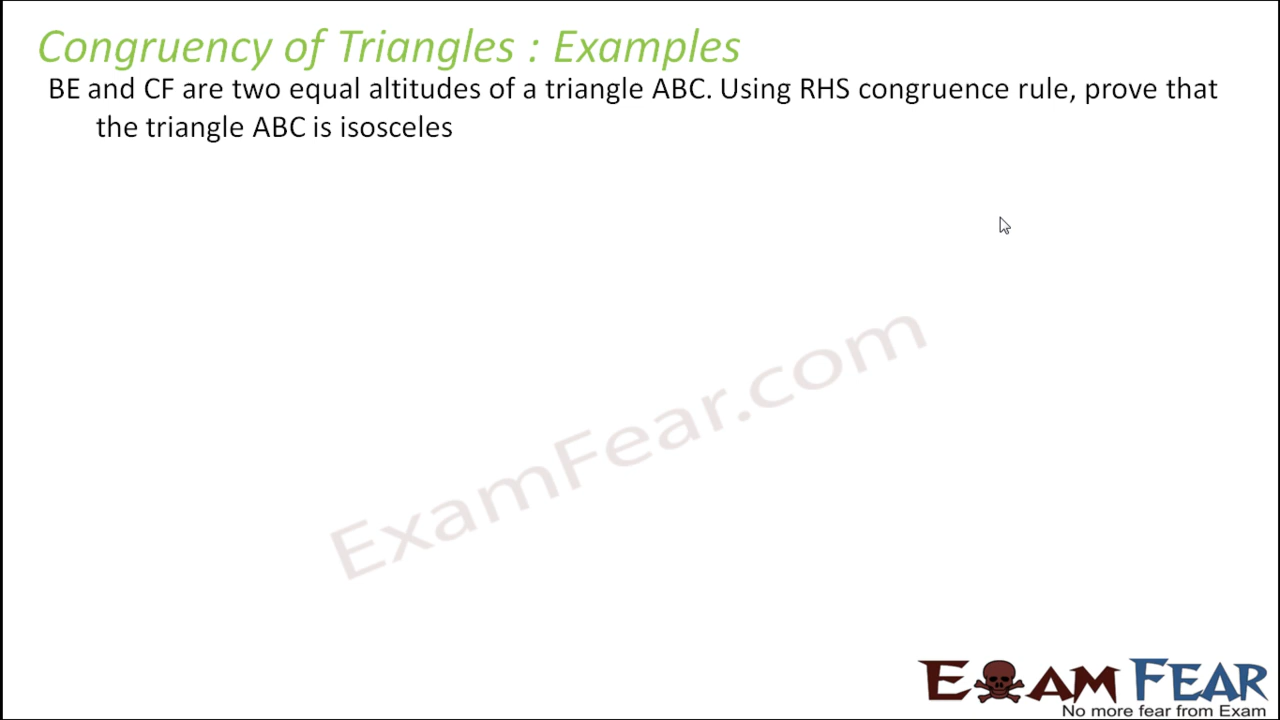 Congruency of Triangles : Examples
BE and CF are two equal altitudes of a triangle ABC. Using RHS congruence rule, prove that
the triangle ABC is isosceles
ExamFear.com
EXAM FEAR
No more fear from Exam